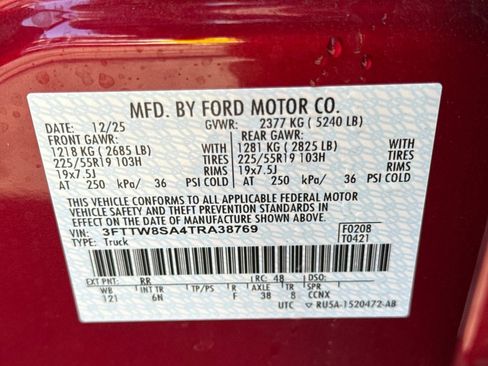 MFD. BY FORD MOTOR CO.
DATE: 12/25 GVWR: 2377 KG ( 5240 LB)
FRONT GAWR: REAR GAWR:
1218 KG ( 2685 LB) WITH 1281 KG ( 2825 LB) WITH
225/55R19 103H TIRES 225/55R19 103H TIRES
19x7.5J RIMS 19x7.5J RIMS
AT 250 kPa/ 36 PSI COLD AT 250 kPa/ 36 PSI COLD
THIS VEHICLE CONFORMS TO ALL APPLICABLE FEDERAL MOTOR
VEHICLE SAFETY AND THEFT PREVENTION STANDARDS IN
EFFECT ON THE DATE OF MANUFACTURE SHOWN ABOVE.
VIN: 3FTTW8SA4TRA38769 F0208
TYPE: Truck T0421
EXT PNT: RR RC: 48 DSO:
WB INT TR TP/PS R AXLE TR SPR
121 6N F 38 8 CCNX
UTC RU5A-1520472-AB